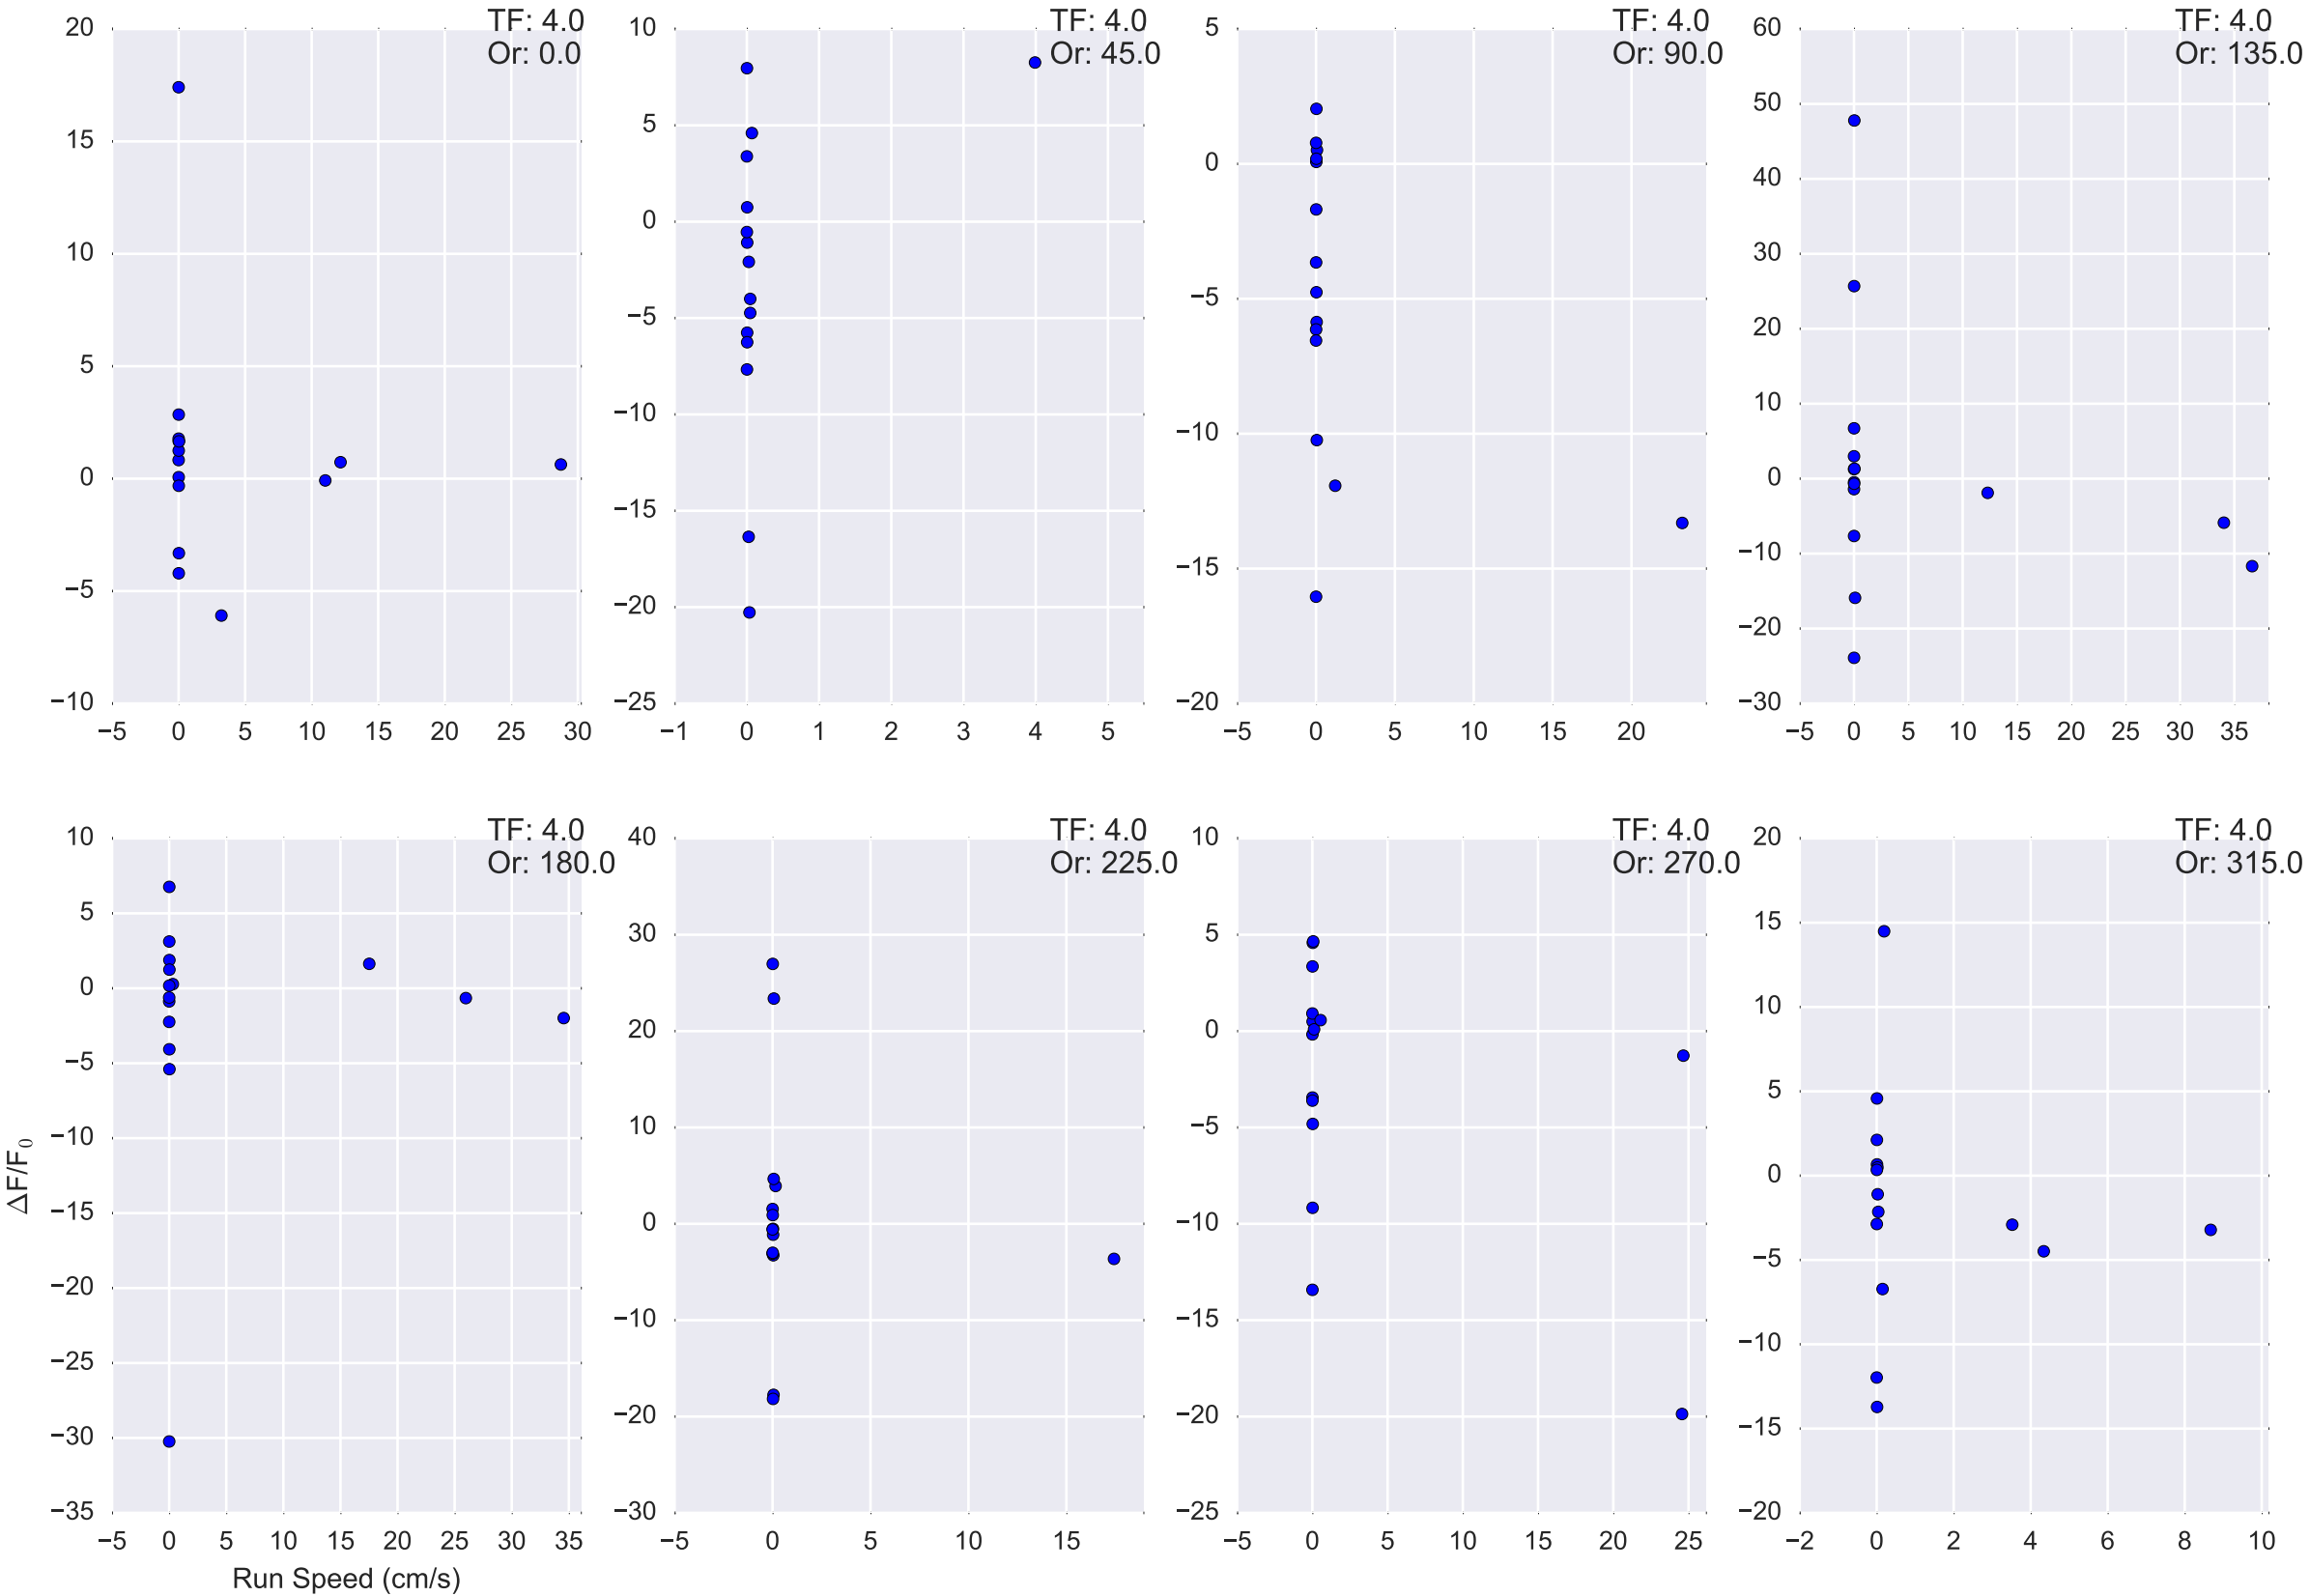 TF: 4.0
Or: 0.0
20
15
10
5
0
−5
−10
−5 0 5 10 15 20 25 30
TF: 4.0
Or: 45.0
10
5
0
−5
−10
−15
−20
−25
−1 0 1 2 3 4 5
TF: 4.0
Or: 90.0
5
0
−5
−10
−15
−20
−5 0 5 10 15 20
TF: 4.0
Or: 135.0
60
50
40
30
20
10
0
−10
−20
−30
−5 0 5 10 15 20 25 30 35
TF: 4.0
Or: 180.0
10
5
0
−5
−10
−15
−20
−25
−30
−35
−5 0 5 10 15 20 25 30 35
ΔF/F₀
Run Speed (cm/s)
TF: 4.0
Or: 225.0
40
30
20
10
0
−10
−20
−30
−5 0 5 10 15
TF: 4.0
Or: 270.0
10
5
0
−5
−10
−15
−20
−25
−5 0 5 10 15 20 25
TF: 4.0
Or: 315.0
20
15
10
5
0
−5
−10
−15
−20
−2 0 2 4 6 8 10